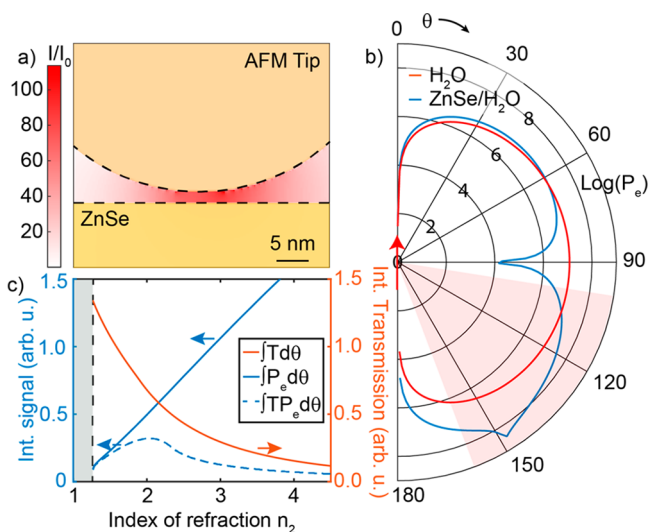 a) I/I₀
100
80
60
40
20
0
AFM Tip
ZnSe
5 nm
b)
0
θ
30
60
90
120
150
180
H₂O
ZnSe/H₂O
8
6
4
2
0
Log(Pₑ)
c)
Int. signal (arb. u.)
1.5
1.0
0.5
0
1
2
3
4
Index of refraction n₂
∫Tdθ
∫Pₑdθ
∫TPₑdθ
1.5
1.0
0.5
0.0
Int. Transmission (arb. u.)